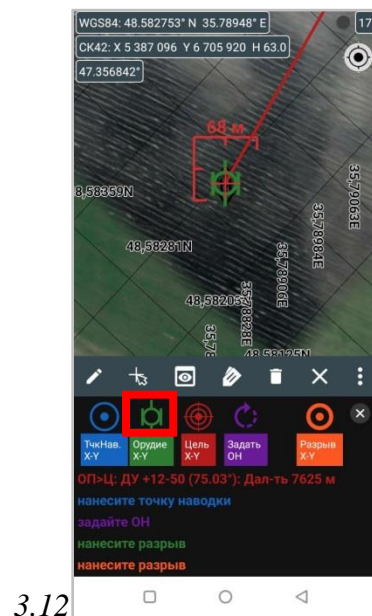 WGS84: 48.582753° N 35.78948° E
17
СК42: X 5 387 096 Y 6 705 920 H 63.0
47.356842°
68 м
8,58359N
35,79063E
48,58281N
35,78984E
35,78906E
48,5820
35,78828E
35,78
48,58125N
ТчкНав.
X-Y
Орудие
X-Y
Цель
X-Y
Задать
ОН
Разрыв
X-Y
ОП>Ц: ДУ +12-50 (75.03°): Дал-ть 7625 м
нанесите точку наводки
задайте ОН
нанесите разрыв
нанесите разрыв
3.12